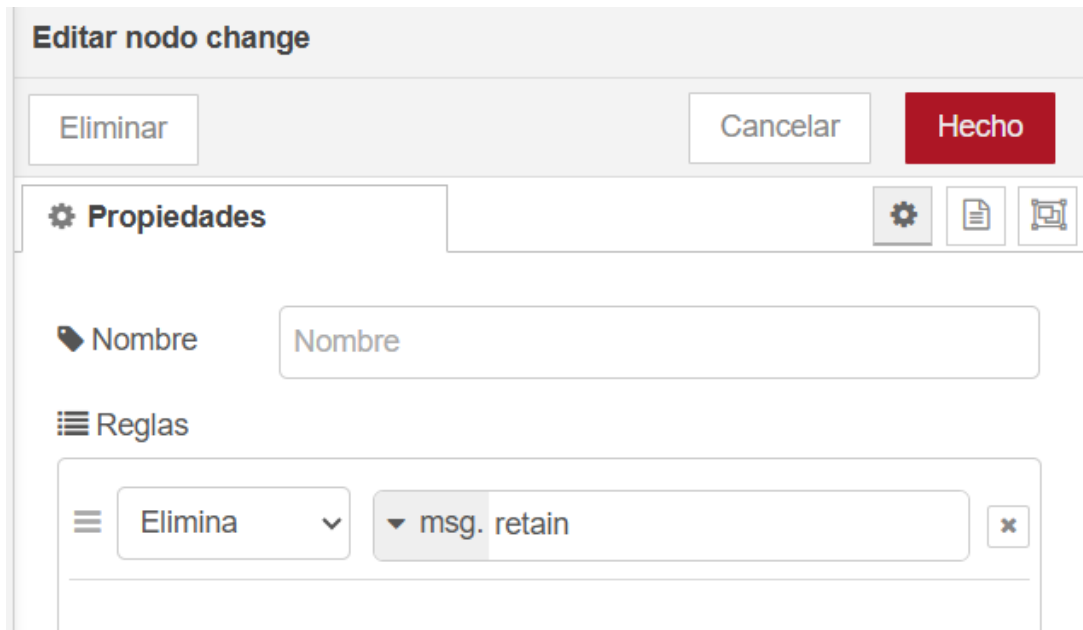 Editar nodo change
Eliminar Cancelar Hecho
Propiedades
Nombre Nombre
Reglas
Elimina msg. retain